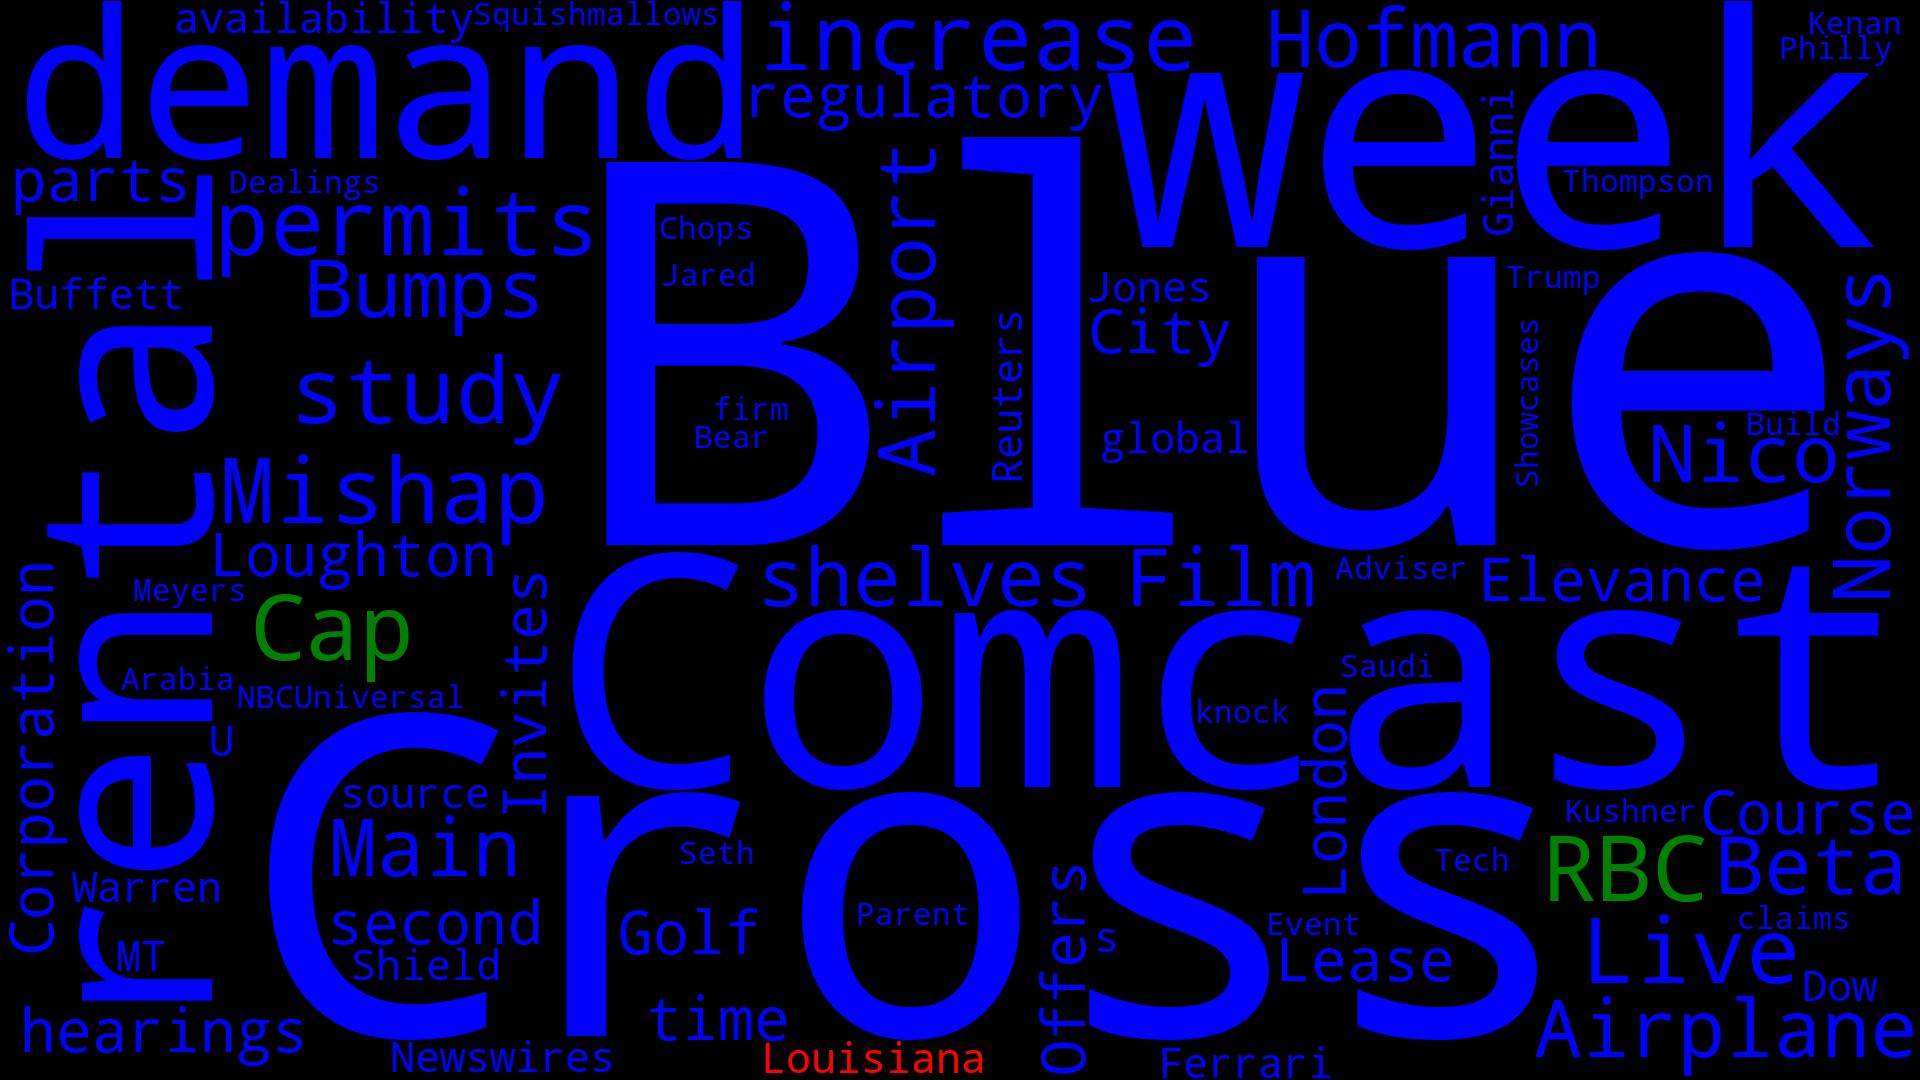 availability
Squishmallows
demand
increase
Hofmann
Kenan
Philly
regulatory
week
Gianni
Thompson
parts
Dealings
permits
Airport
Blue
Chops
Jared
Buffett
Bumps
Jones
City
Trump
Norways
Reuters
Showcases
study
firm
Bear
global
Build
Nico
rental
Mishap
Loughton
shelves
Film
Adviser
Elevance
Corporation
Meyers
Cap
Invites
Comcast
Arabia
NBCUniversal
Saudi
knock
London
U
Cross
source
Main
Seth
Kushner
Course
Tech
RBC
Beta
Warren
second
Golf
Parent
Offers
s
Event
claims
Live
MT
Shield
Lease
Dow
hearings
time
Airplane
Newswires
Louisiana
Ferrari